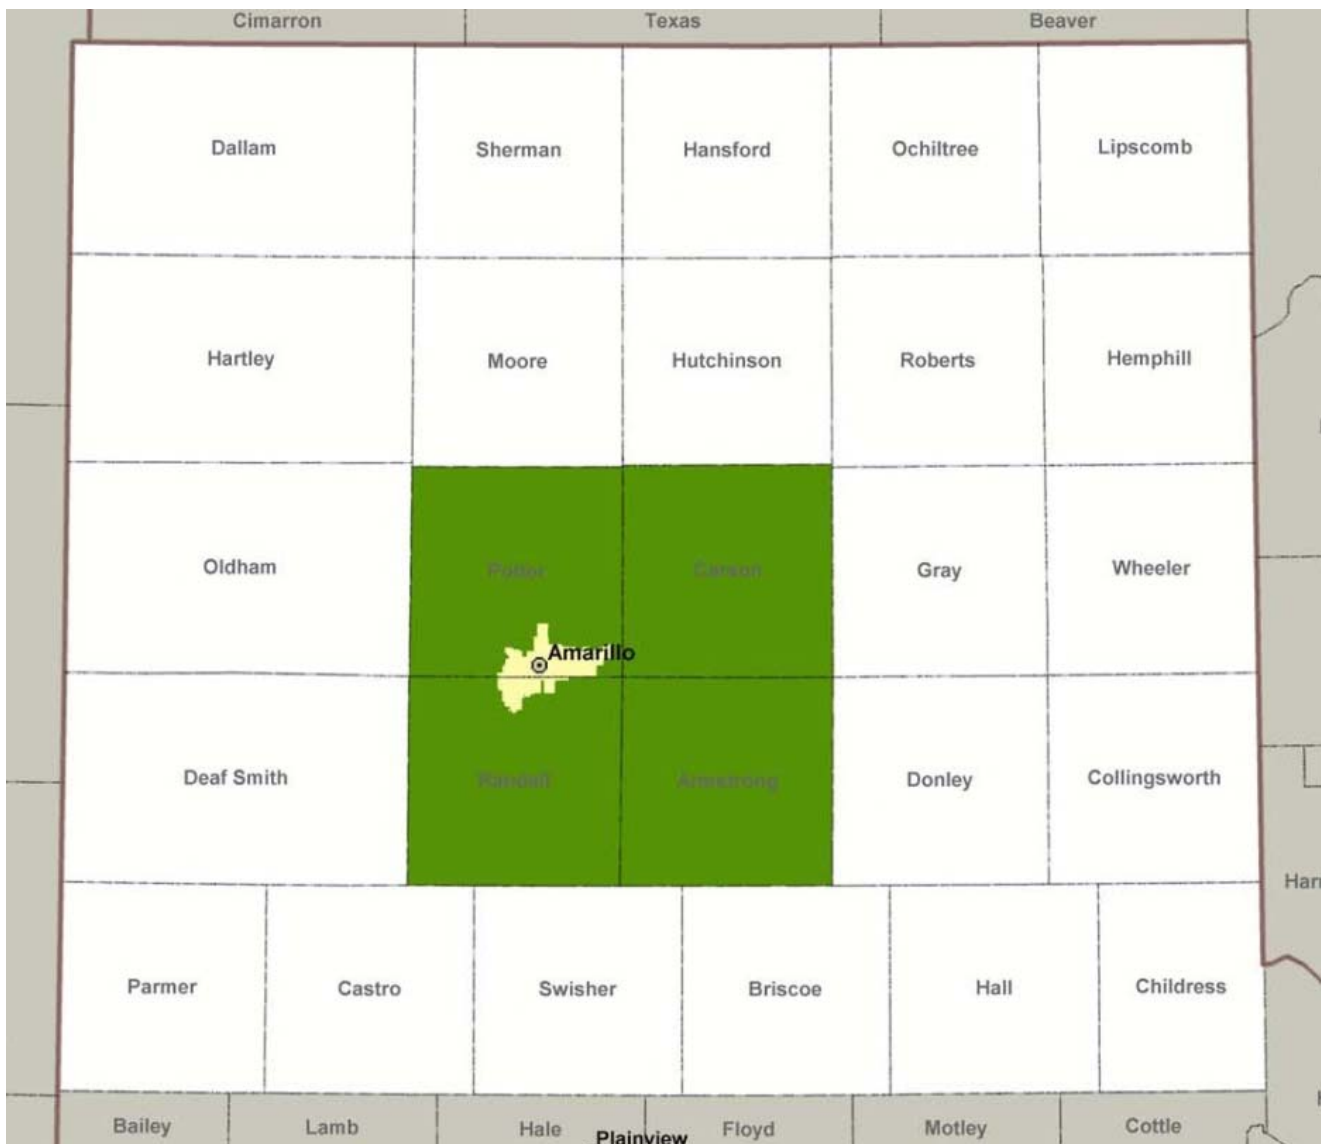 Cimarron Texas Beaver
Dallam Sherman Hansford Ochiltree Lipscomb
Hartley Moore Hutchinson Roberts Hemphill
Oldham Potter Carson Gray Wheeler
Amarillo
Deaf Smith Randall Armstrong Donley Collingsworth
Parmer Castro Swisher Briscoe Hall Childress
Bailey Lamb Hale Floyd Motley Cottle
Plainview